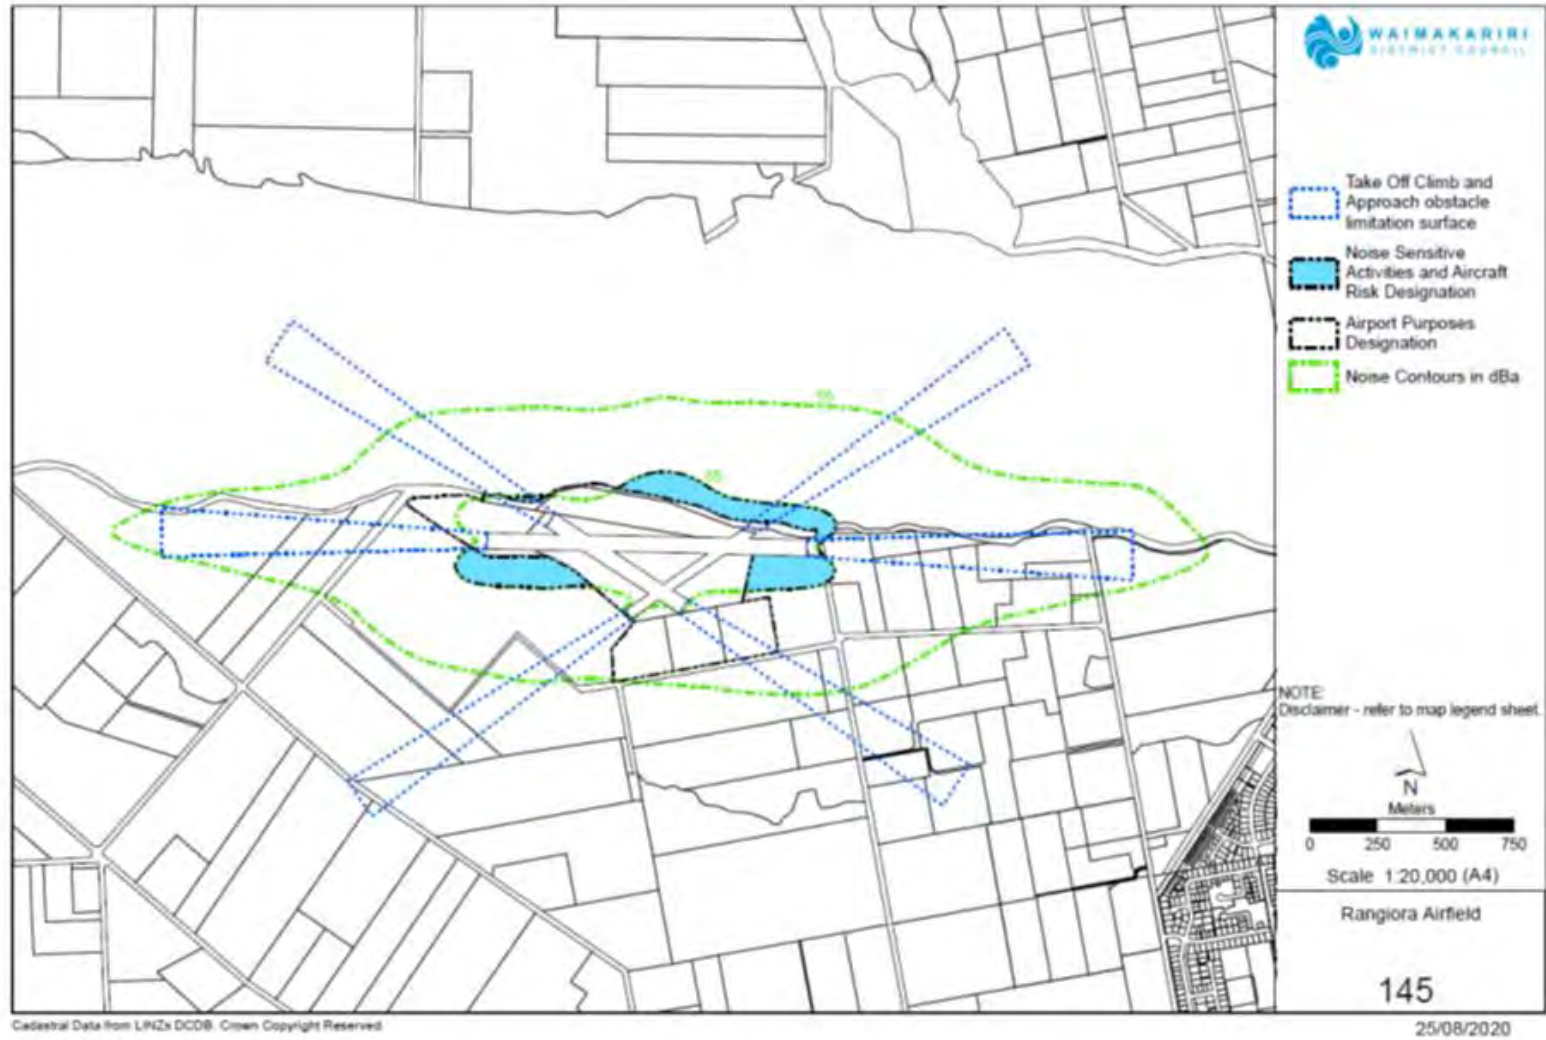 WAIMAKARIRI
DISTRICT COUNCIL
Take Off Climb and
Approach obstacle
limitation surface
Noise Sensitive
Activities and Aircraft
Risk Designation
Airport Purposes
Designation
Noise Contours in dBa
55
65
NOTE:
Disclaimer - refer to map legend sheet.
N
Meters
0 250 500 750
Scale 1:20,000 (A4)
Rangiora Airfield
145
Cadastral Data from LINZs DCDB. Crown Copyright Reserved.
25/08/2020